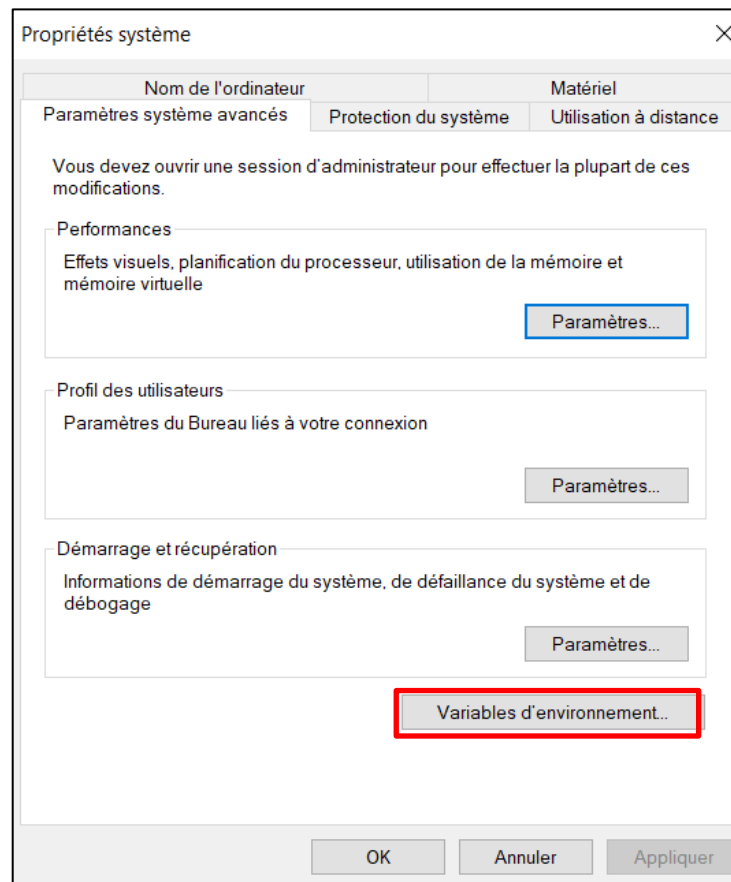 Propriétés système
Nom de l'ordinateur
Matériel
Paramètres système avancés
Protection du système
Utilisation à distance
Vous devez ouvrir une session d'administrateur pour effectuer la plupart de ces
modifications.
Performances
Effets visuels, planification du processeur, utilisation de la mémoire et
mémoire virtuelle
Paramètres...
Profil des utilisateurs
Paramètres du Bureau liés à votre connexion
Paramètres...
Démarrage et récupération
Informations de démarrage du système, de défaillance du système et de
débogage
Paramètres...
Variables d'environnement...
OK
Annuler
Appliquer